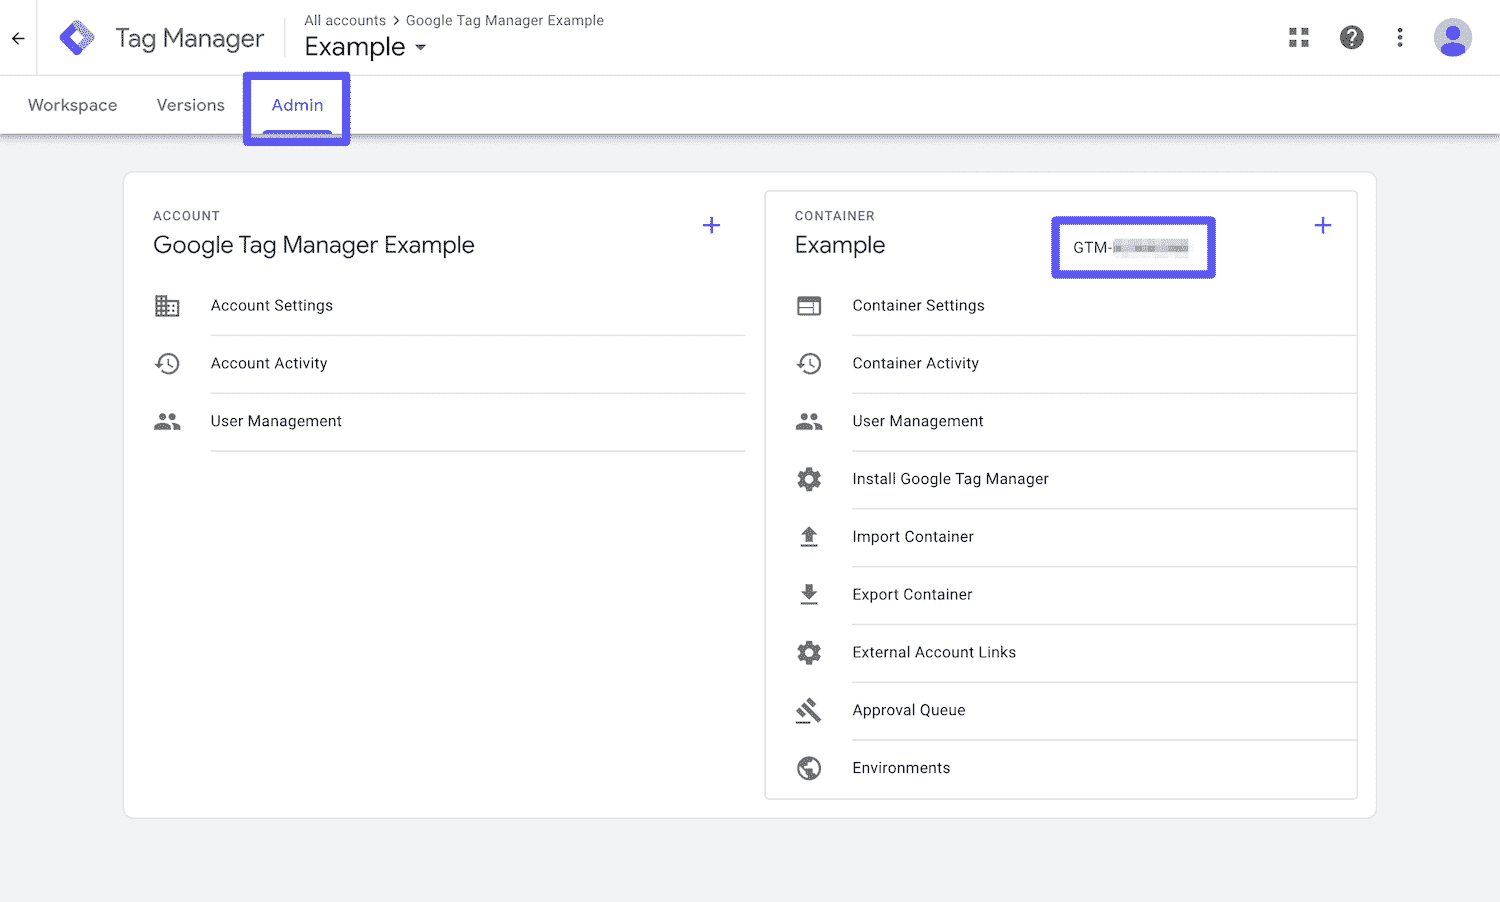 Tag Manager
All accounts > Google Tag Manager Example
Example
Workspace
Versions
Admin
ACCOUNT
Google Tag Manager Example
Account Settings
Account Activity
User Management
CONTAINER
Example
GTM-
Container Settings
Container Activity
User Management
Install Google Tag Manager
Import Container
Export Container
External Account Links
Approval Queue
Environments